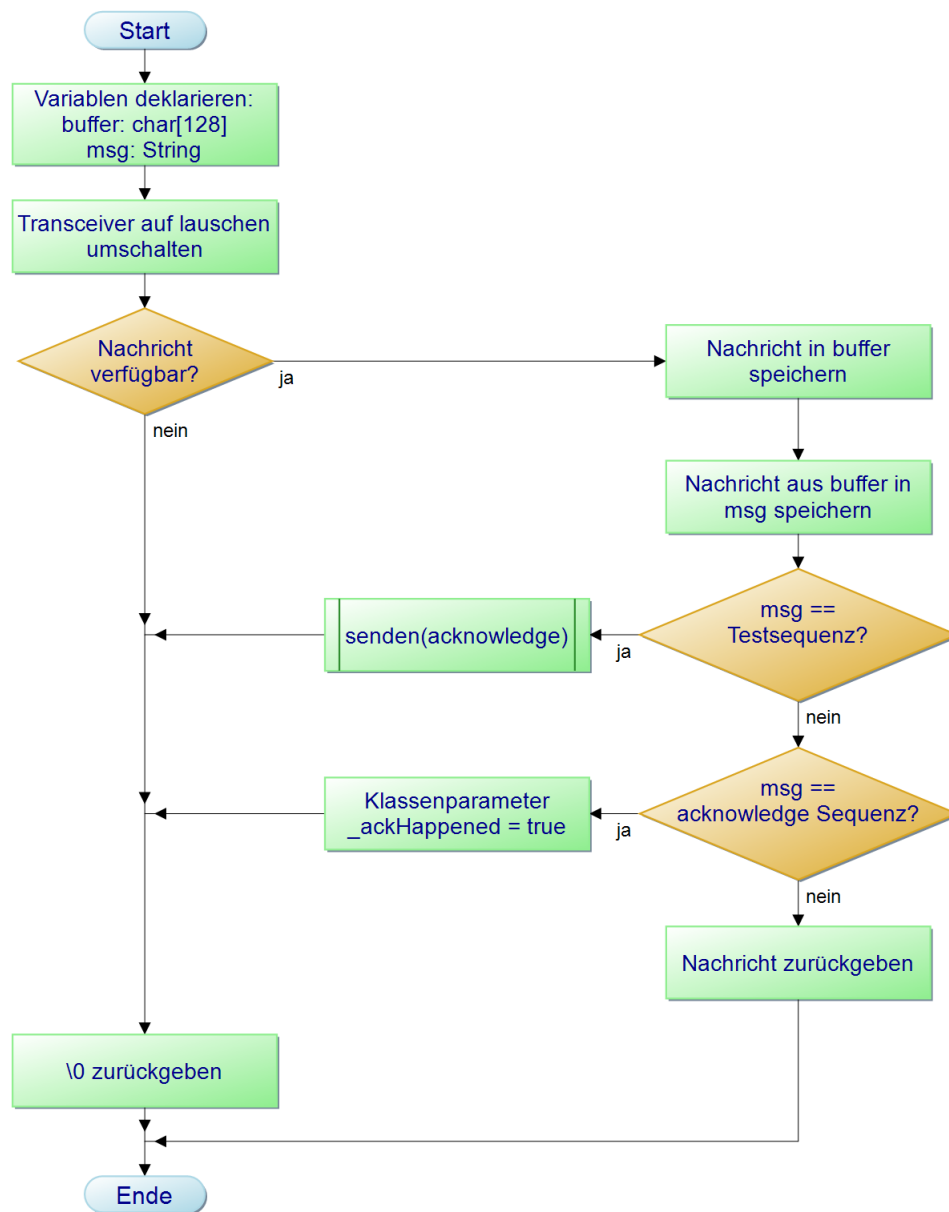 Start
Variablen deklarieren:
buffer: char[128]
msg: String
Transceiver auf lauschen
umschalten
Nachricht
verfügbar?
ja
nein
Nachricht in buffer
speichern
Nachricht aus buffer in
msg speichern
msg ==
Testsequenz?
ja
nein
senden(acknowledge)
msg ==
acknowledge Sequenz?
ja
nein
Klassenparameter
_ackHappened = true
Nachricht zurückgeben
\0 zurückgeben
Ende